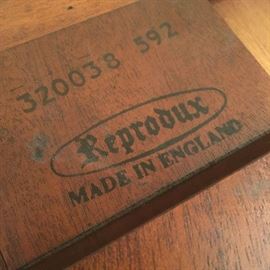 320038 592
Reprodux
MADE IN ENGLAND